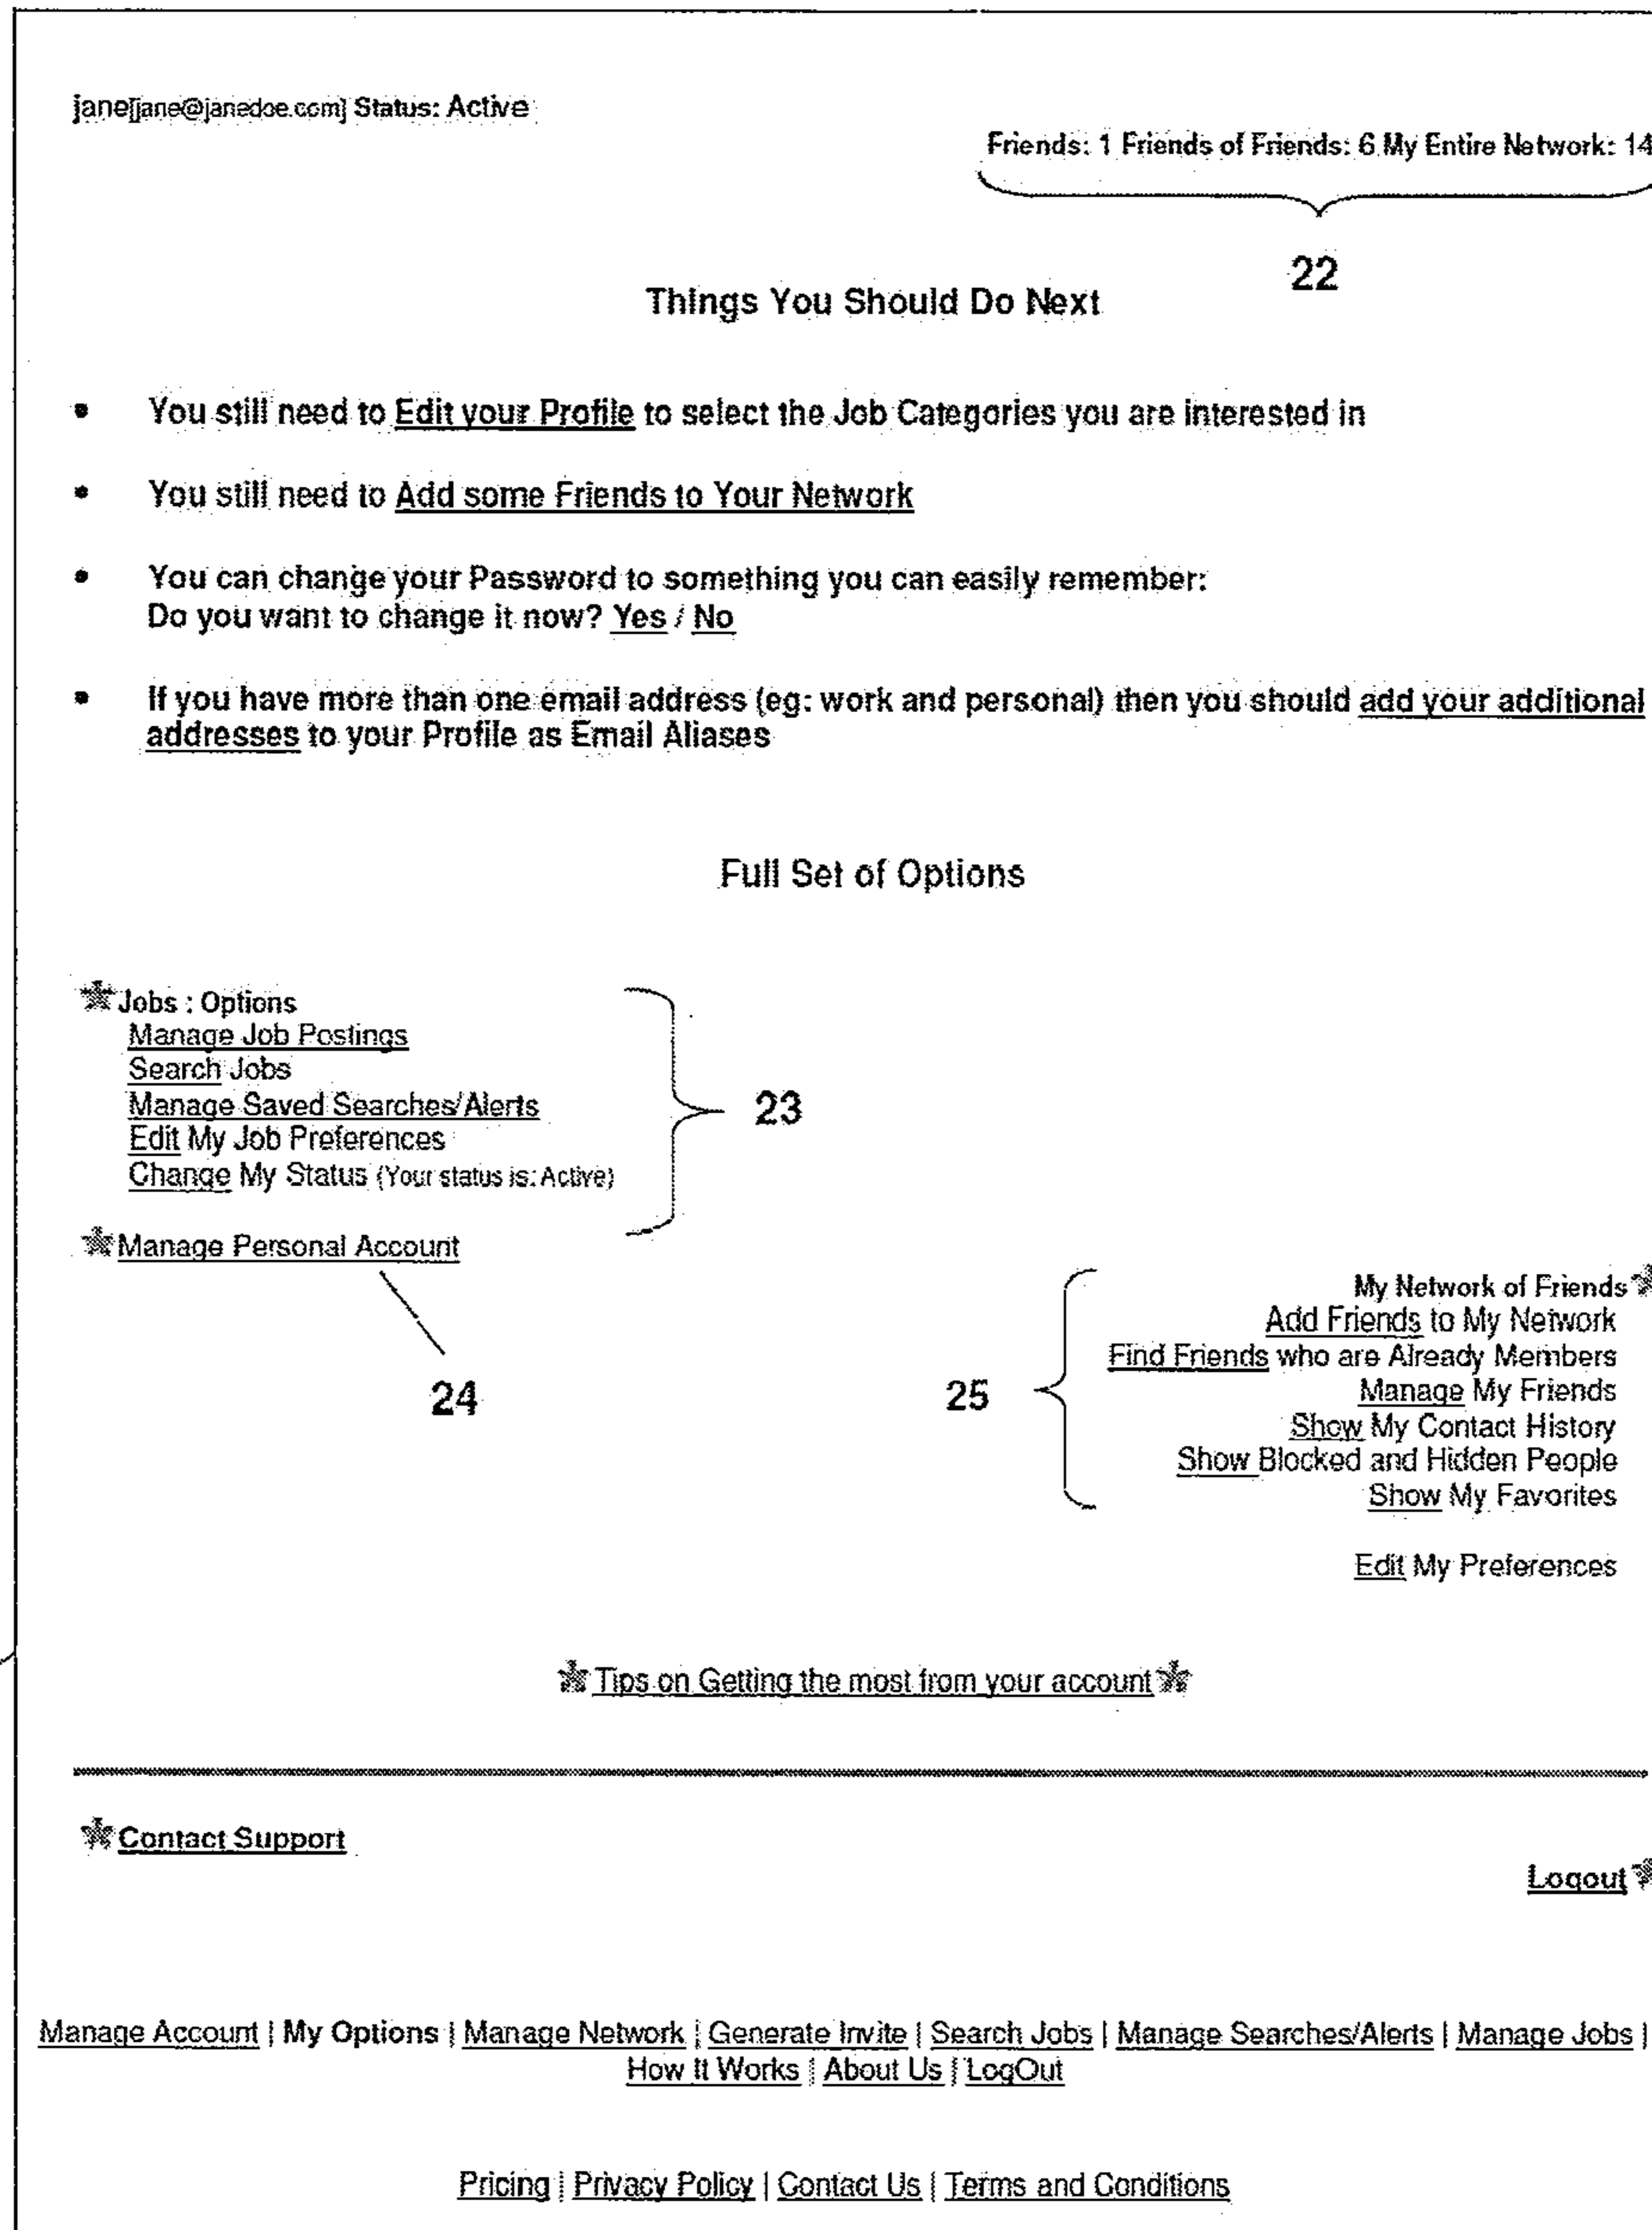 jane[jane@janedoe.com] Status: Active
Friends: 1 Friends of Friends: 6 My Entire Network: 14
22
Things You Should Do Next
• You still need to Edit your Profile to select the Job Categories you are interested in
• You still need to Add some Friends to Your Network
• You can change your Password to something you can easily remember:
Do you want to change it now? Yes / No
• If you have more than one email address (eg: work and personal) then you should add your additional
addresses to your Profile as Email Aliases
Full Set of Options
Jobs : Options
Manage Job Postings
Search Jobs
Manage Saved Searches/Alerts
Edit My Job Preferences
Change My Status (Your status is: Active)
23
Manage Personal Account
24
My Network of Friends
Add Friends to My Network
Find Friends who are Already Members
Manage My Friends
Show My Contact History
Show Blocked and Hidden People
Show My Favorites
25
Edit My Preferences
Tips on Getting the most from your account
Contact Support
Logout
Manage Account | My Options | Manage Network | Generate Invite | Search Jobs | Manage Searches/Alerts | Manage Jobs |
How It Works | About Us | LogOut
Pricing | Privacy Policy | Contact Us | Terms and Conditions